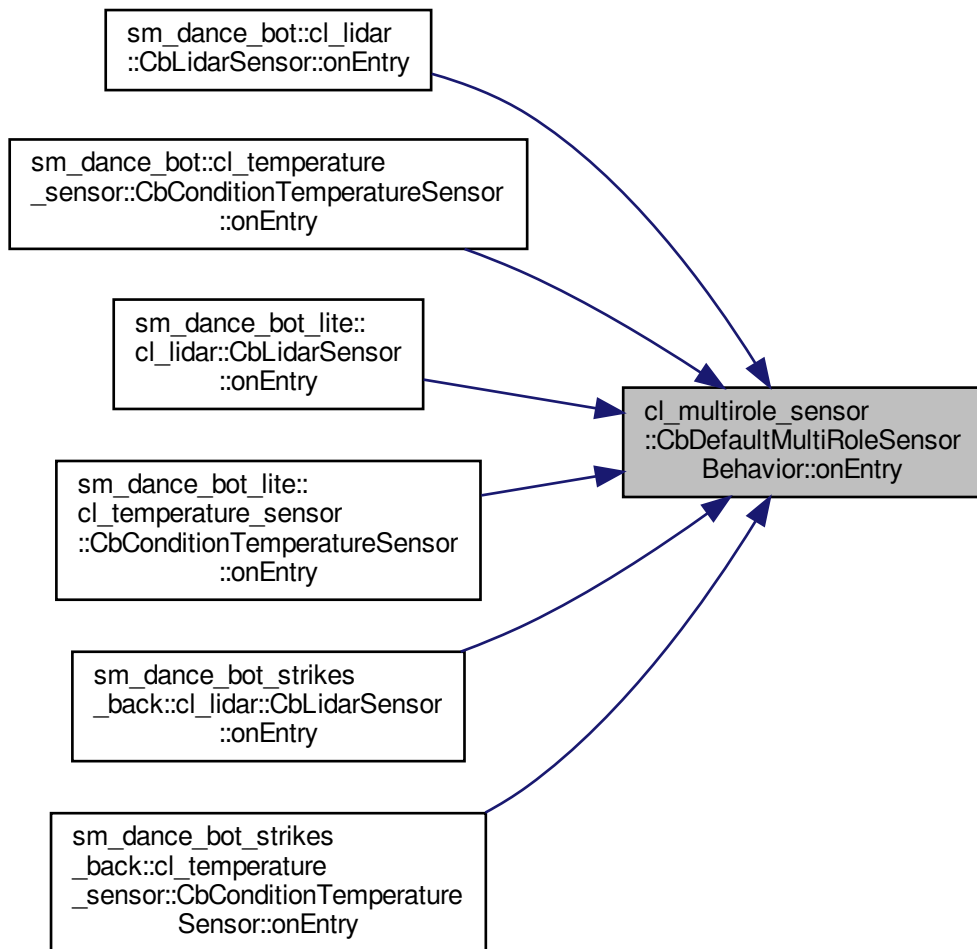 sm_dance_bot::cl_lidar
::CbLidarSensor::onEntry
sm_dance_bot::cl_temperature
_sensor::CbConditionTemperatureSensor
::onEntry
sm_dance_bot_lite::
cl_lidar::CbLidarSensor
::onEntry
cl_multirole_sensor
::CbDefaultMultiRoleSensor
Behavior::onEntry
sm_dance_bot_lite::
cl_temperature_sensor
::CbConditionTemperatureSensor
::onEntry
sm_dance_bot_strikes
_back::cl_lidar::CbLidarSensor
::onEntry
sm_dance_bot_strikes
_back::cl_temperature
_sensor::CbConditionTemperature
Sensor::onEntry